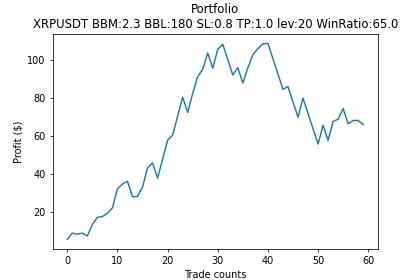 Portfolio
XRPUSDT BBM:2.3 BBL:180 SL:0.8 TP:1.0 lev:20 WinRatio:65.0
100
80
60
40
20
Profit ($)
0 10 20 30 40 50 60
Trade counts